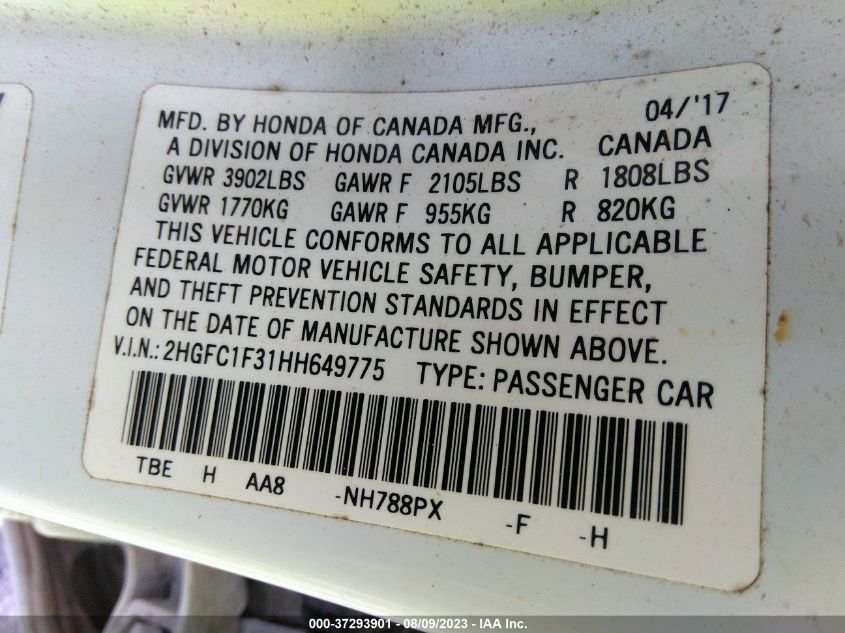 MFD. BY HONDA OF CANADA MFG., 04/'17
A DIVISION OF HONDA CANADA INC. CANADA
GVWR 3902LBS GAWR F 2105LBS R 1808LBS
GVWR 1770KG GAWR F 955KG R 820KG
THIS VEHICLE CONFORMS TO ALL APPLICABLE
FEDERAL MOTOR VEHICLE SAFETY, BUMPER,
AND THEFT PREVENTION STANDARDS IN EFFECT
ON THE DATE OF MANUFACTURE SHOWN ABOVE.
V.I.N.: 2HGFC1F31HH649775 TYPE: PASSENGER CAR
TBE H AA8 -NH788PX -F -H
000-37293901 - 08/09/2023 - IAA Inc.